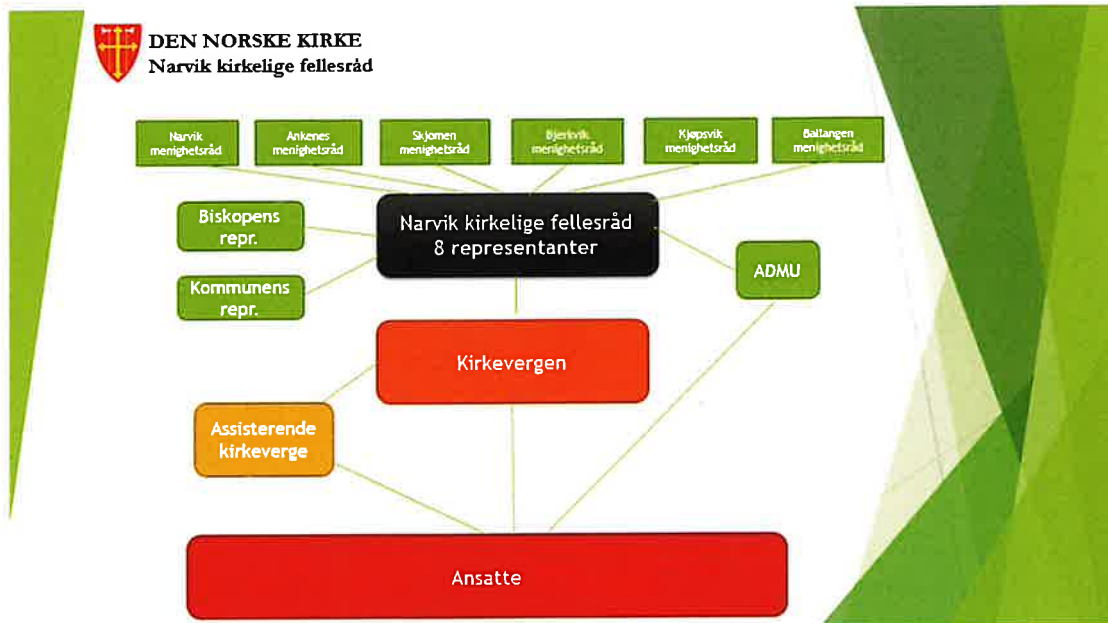 DEN NORSKE KIRKE
Narvik kirkelige fellesråd
Narvik
menighetsråd
Ankenes
menighetsråd
Skjomen
menighetsråd
Bjerkvik
menighetsråd
Kjøpsvik
menighetsråd
Ballangen
menighetsråd
Biskopens
repr.
Narvik kirkelige fellesråd
8 representanter
ADMU
Kommunens
repr.
Kirkevergen
Assisterende
kirkeverge
Ansatte